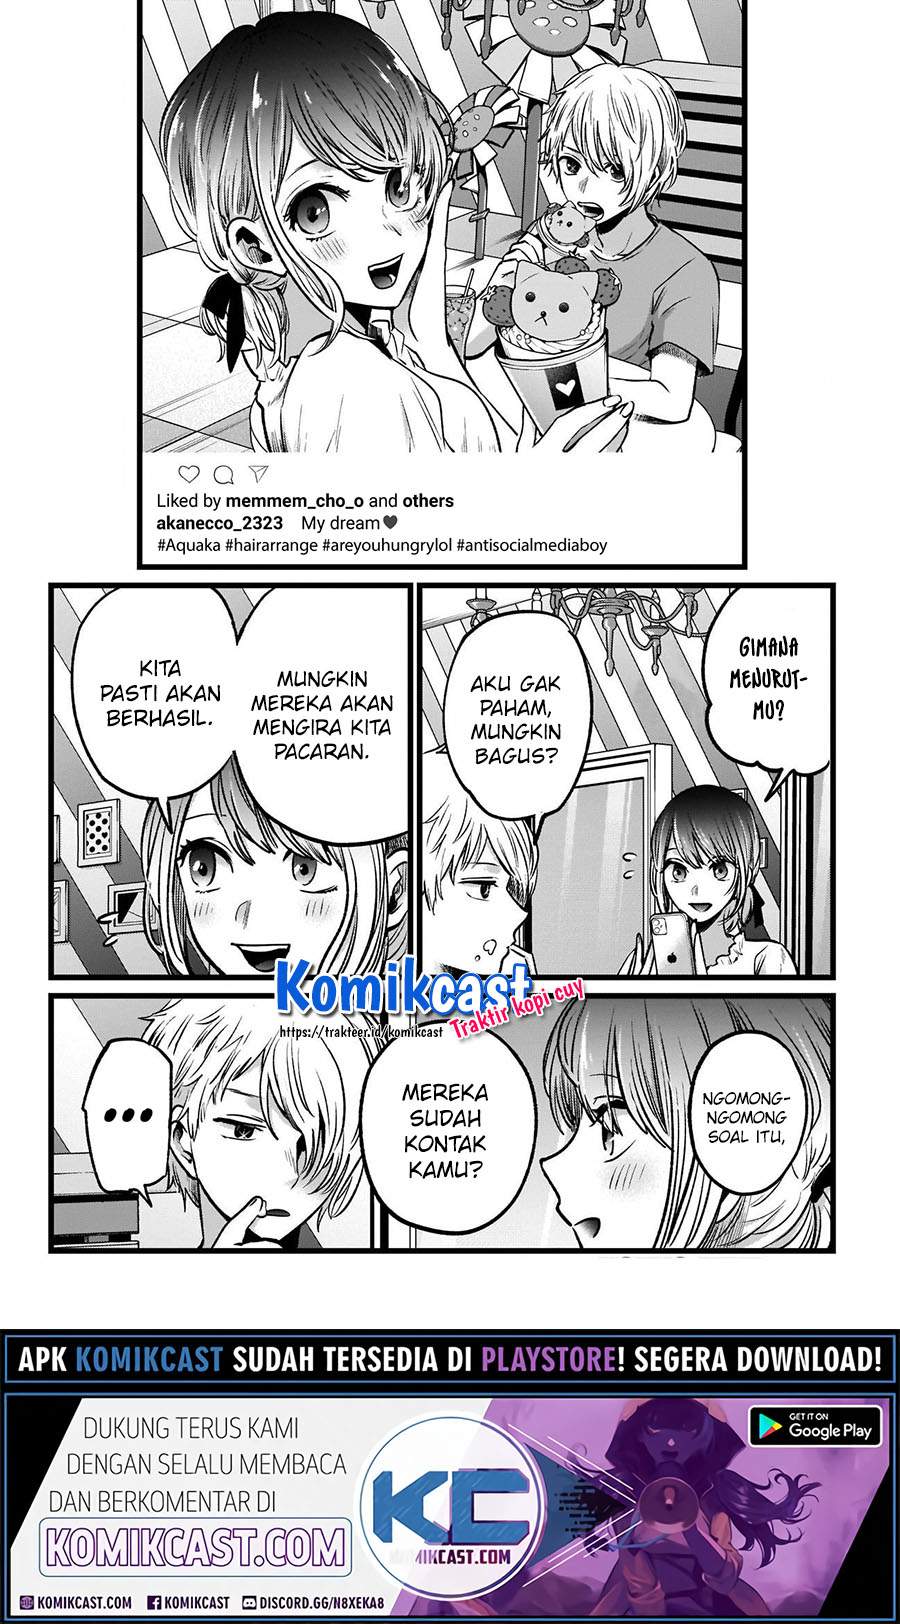 Liked by memmem_cho_o and others
akanecco_2323 My dream🖤
#Aquaka #hairarrange #areyouhungrylol #antisocialmediaboy
GIMANA
MENURUT-
MU?
AKU GAK
PAHAM,
MUNGKIN
BAGUS?
MUNGKIN
MEREKA AKAN
MENGIRA KITA
PACARAN.
KITA
PASTI AKAN
BERHASIL.
NGOMONG-
NGOMONG
SOAL ITU,
MEREKA
SUDAH
KONTAK
KAMU?
...
Komikcast
Traktir kopi cuy
https://trakteer.id/komikcast
APK KOMIKCAST SUDAH TERSEDIA DI PLAYSTORE! SEGERA DOWNLOAD!
DUKUNG TERUS KAMI
DENGAN SELALU MEMBACA
DAN BERKOMENTAR DI
KOMIKCAST.COM
KC
KOMIKCAST.COM
GET IT ON
Google Play
KOMIKCAST.COM KOMIKCAST DISCORD.GG/N8XEKA8